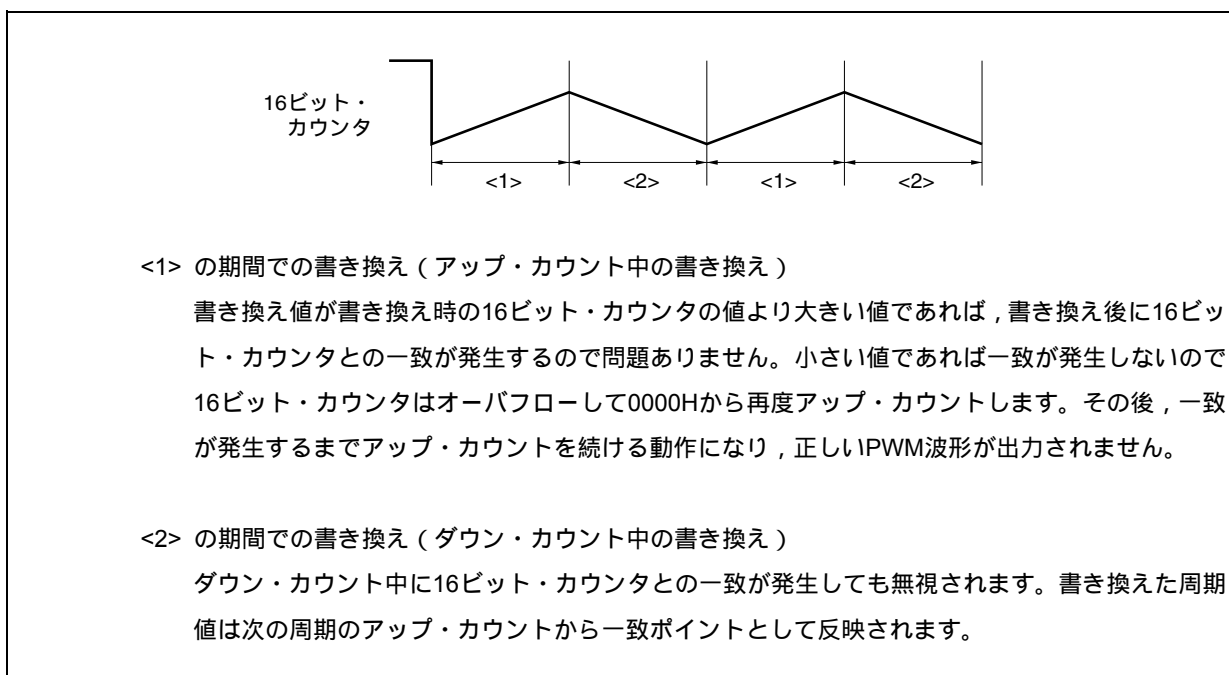 16ビット・
カウンタ
<1> <2> <1> <2>
<1> の期間での書き換え（アップ・カウント中の書き換え）
書き換え値が書き換え時の16ビット・カウンタの値より大きい値であれば，書き換え後に16ビッ
ト・カウンタとの一致が発生するので問題ありません。小さい値であれば一致が発生しないので
16ビット・カウンタはオーバフローして0000Hから再度アップ・カウントします。その後，一致
が発生するまでアップ・カウントを続ける動作になり，正しいPWM波形が出力されません。
<2> の期間での書き換え（ダウン・カウント中の書き換え）
ダウン・カウント中に16ビット・カウンタとの一致が発生しても無視されます。書き換えた周期
値は次の周期のアップ・カウントから一致ポイントとして反映されます。